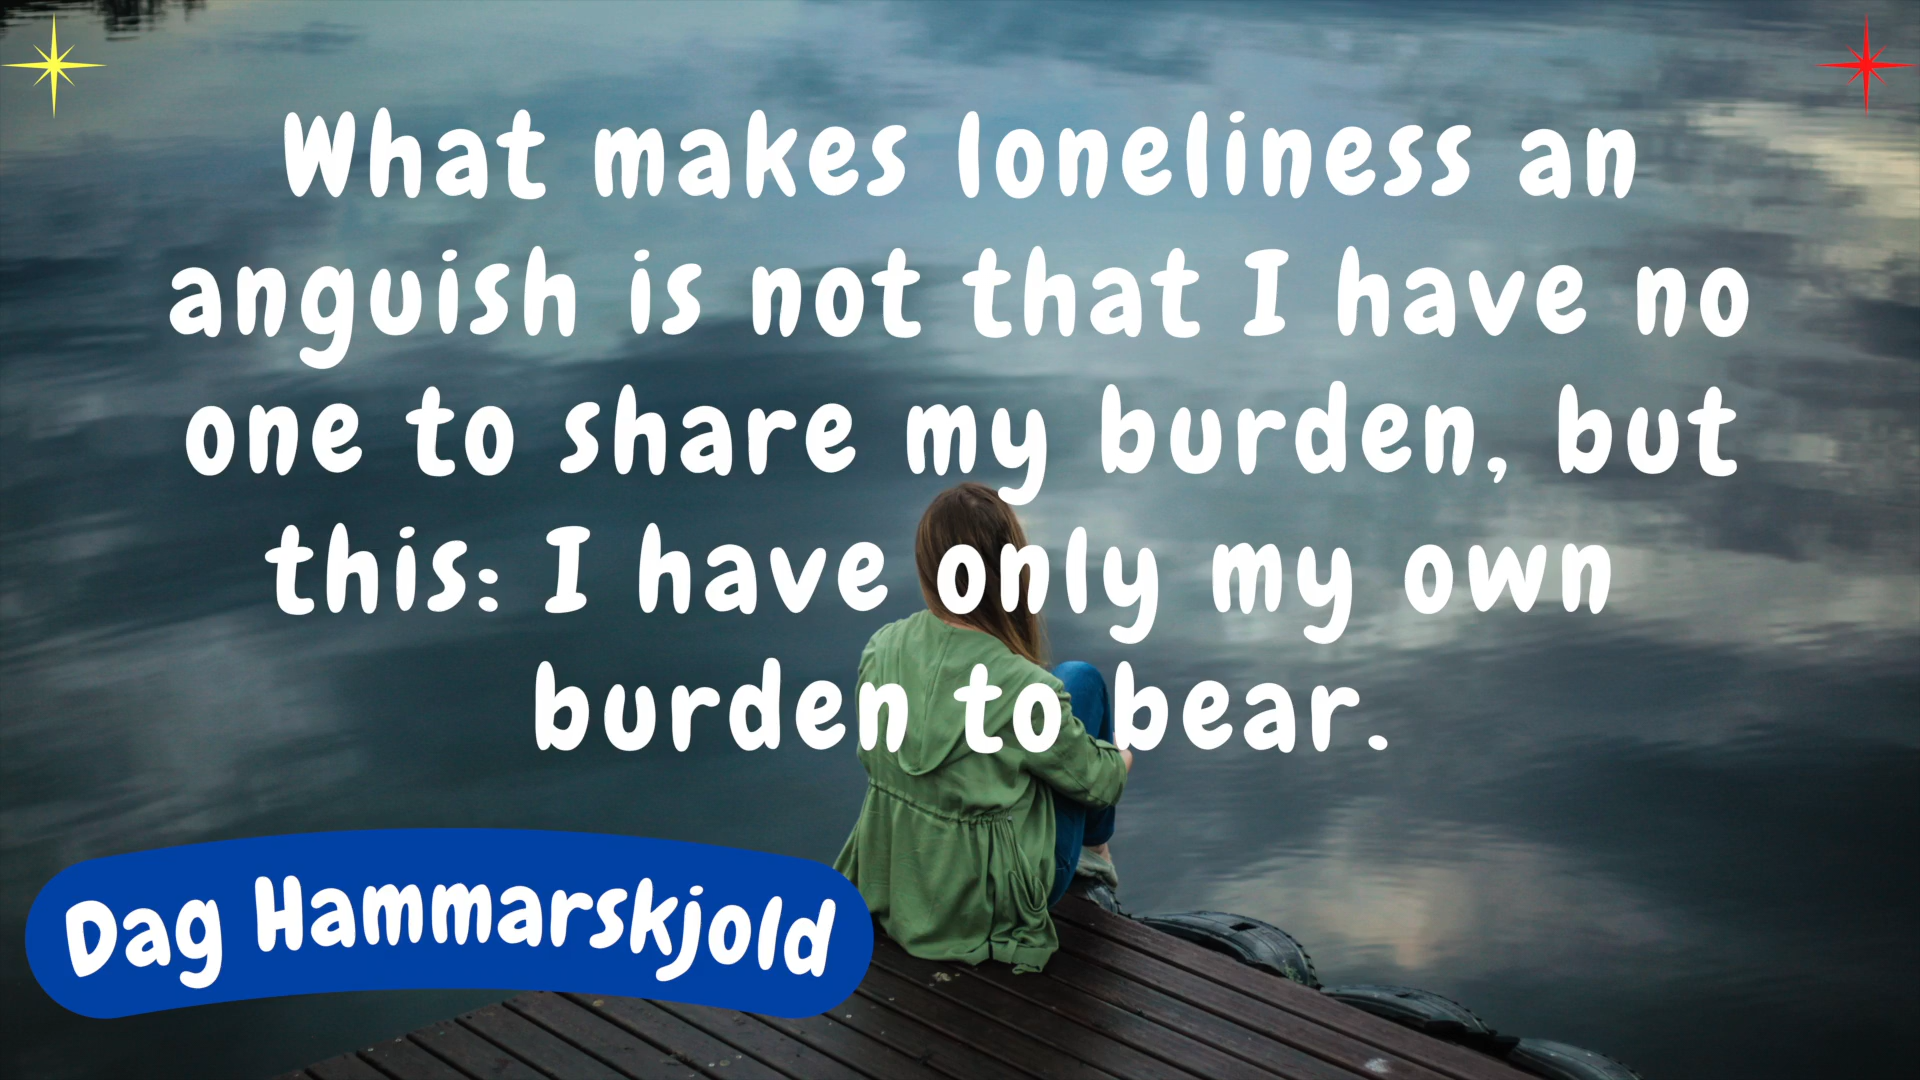 What makes loneliness an
anguish is not that I have no
one to share my burden, but
this: I have only my own
burden to bear.
Dag Hammarskjold